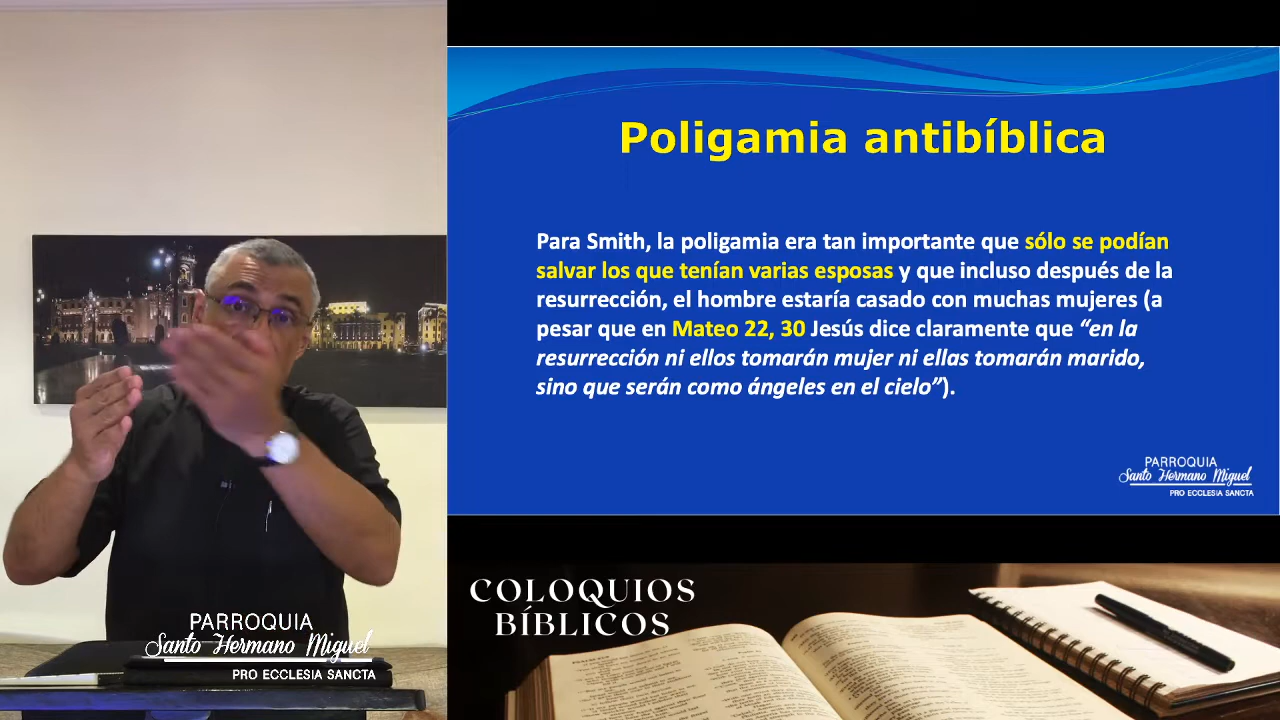 Poligamia antibíblica
Para Smith, la poligamia era tan importante que sólo se podían
salvar los que tenían varias esposas y que incluso después de la
resurrección, el hombre estaría casado con muchas mujeres (a
pesar que en Mateo 22, 30 Jesús dice claramente que “en la
resurrección ni ellos tomarán mujer ni ellas tomarán marido,
sino que serán como ángeles en el cielo”).
PARROQUIA
Santo Hermano Miguel
PRO ECCLESIA SANCTA
COLOQUIOS
BÍBLICOS
PARROQUIA
Santo Hermano Miguel
PRO ECCLESIA SANCTA